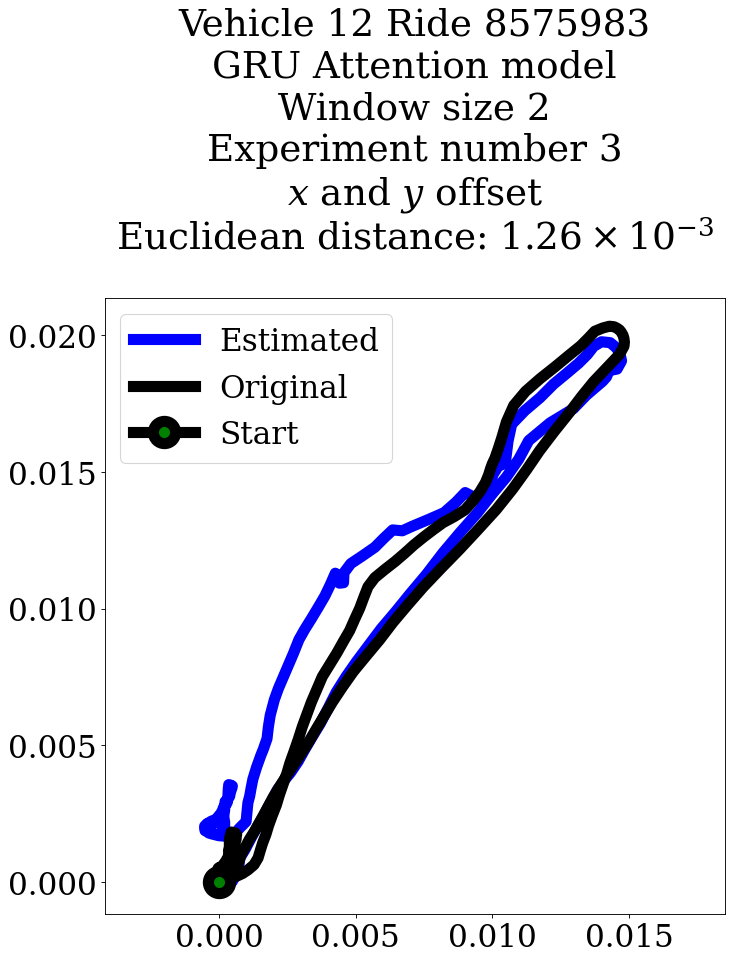 Vehicle 12 Ride 8575983
GRU Attention model
Window size 2
Experiment number 3
x and y offset
Euclidean distance: 1.26 × 10⁻³
Estimated
Original
Start
0.020
0.015
0.010
0.005
0.000
0.000 0.005 0.010 0.015